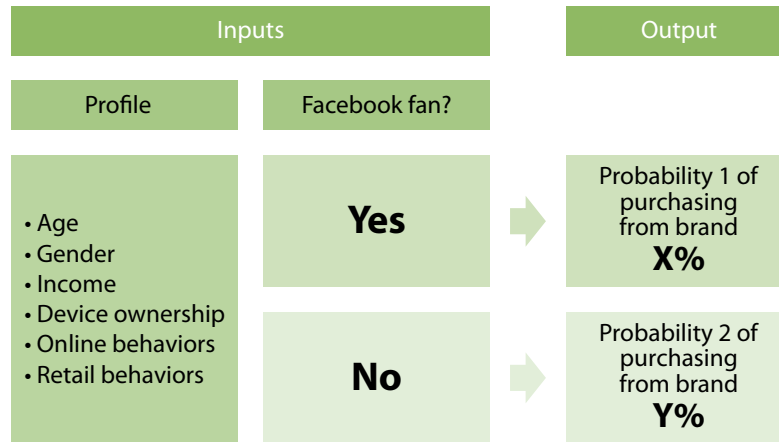 Inputs
Output
Profile
Facebook fan?
• Age
• Gender
• Income
• Device ownership
• Online behaviors
• Retail behaviors
Yes
Probability 1 of
purchasing
from brand
X%
No
Probability 2 of
purchasing
from brand
Y%